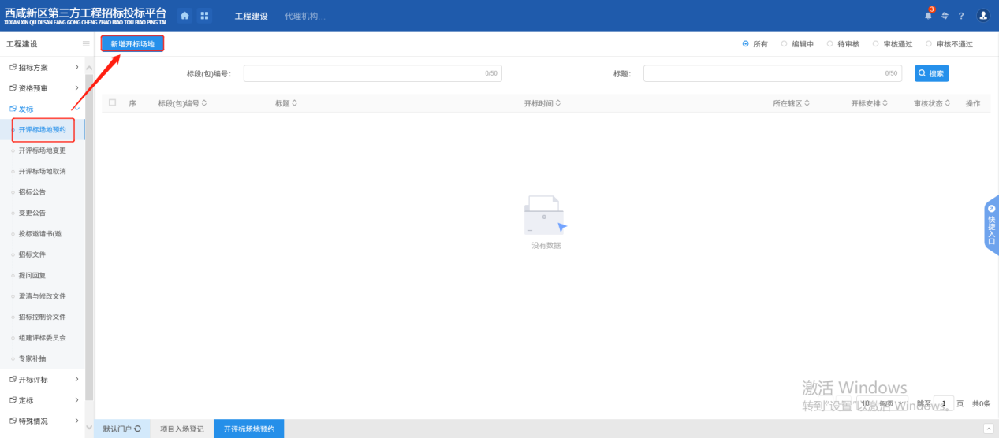 西咸新区第三方工程招标投标平台
XI XIAN XIN QU DI SAN FANG GONG CHENG ZHAO BIAO TOU BIAO PING TAI
工程建设
代理机构...
3
?
工程建设
新增开标场地
所有
编辑中
待审核
审核通过
审核不通过
招标方案
资格预审
发标
开评标场地预约
开评标场地变更
开评标场地取消
招标公告
变更公告
投标邀请书(邀...
招标文件
提问回复
澄清与修改文件
招标控制价文件
组建评标委员会
专家补抽
开标评标
定标
特殊情况
标段(包)编号：
0/50
标题：
0/50
搜索
序
标段(包)编号
标题
开标时间
所在辖区
开标安排
审核状态
操作
没有数据
快捷入口
激活 Windows
转到"设置"以激活 Windows。
10
条/页
跳至
1
页
共0条
默认门户
项目入场登记
开评标场地预约